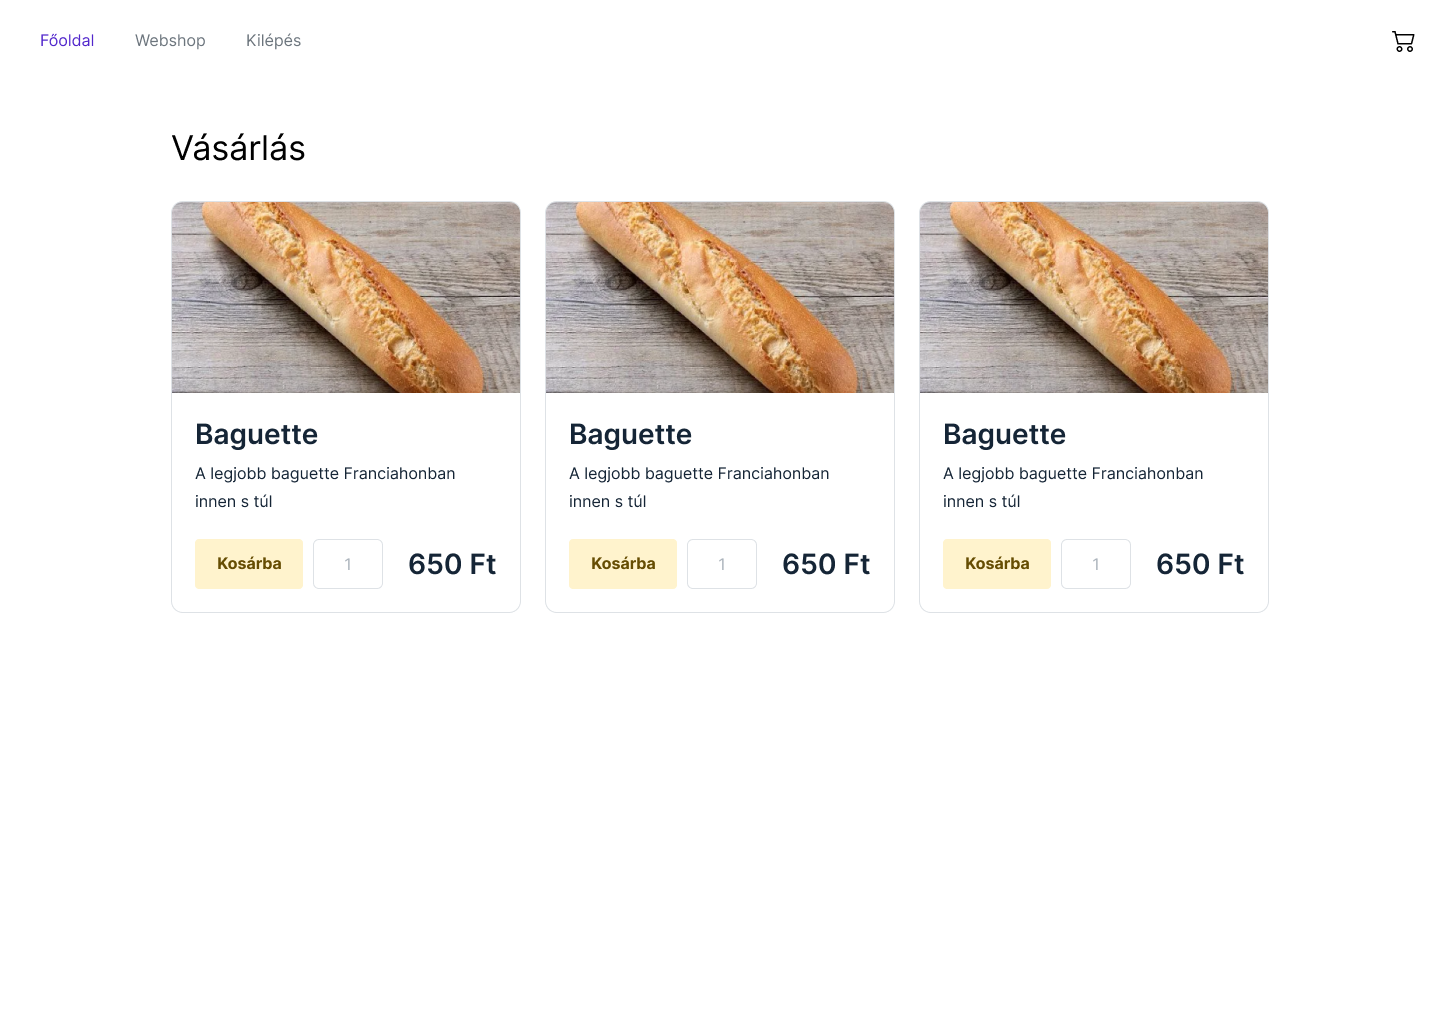 Főoldal Webshop Kilépés
Vásárlás
Baguette
A legjobb baguette Franciahonban
innen s túl
Kosárba 1 650 Ft
Baguette
A legjobb baguette Franciahonban
innen s túl
Kosárba 1 650 Ft
Baguette
A legjobb baguette Franciahonban
innen s túl
Kosárba 1 650 Ft